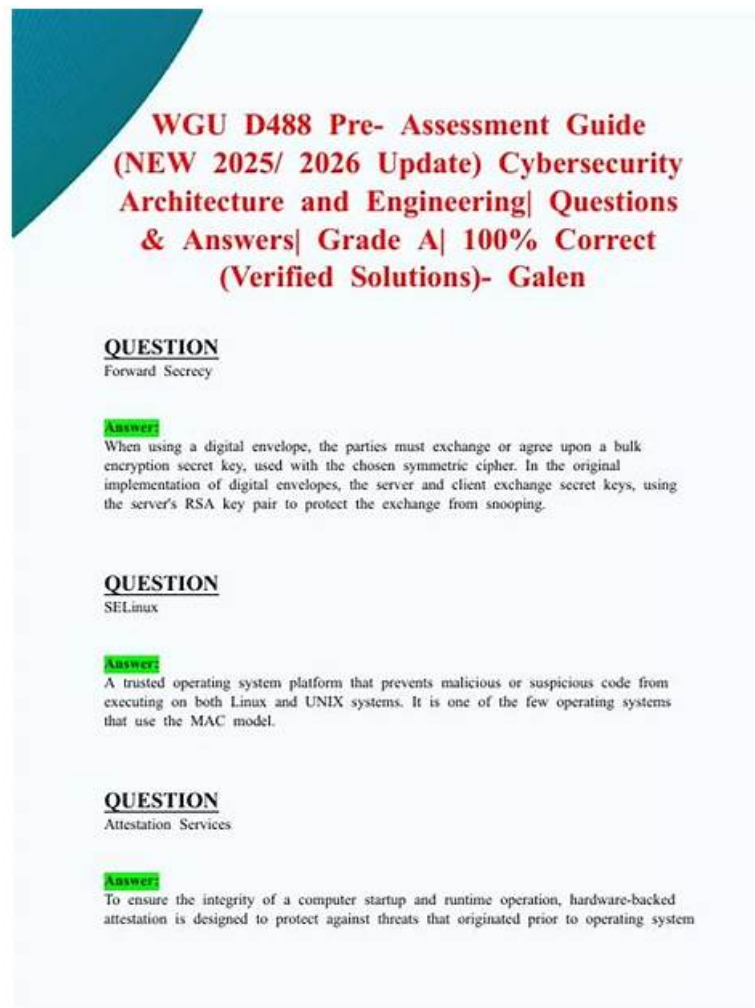 WGU D488 Pre- Assessment Guide
(NEW 2025/ 2026 Update) Cybersecurity
Architecture and Engineering| Questions
& Answers| Grade A| 100% Correct
(Verified Solutions)- Galen
QUESTION
Forward Secrecy
Answer:
When using a digital envelope, the parties must exchange or agree upon a bulk
encryption secret key, used with the chosen symmetric cipher. In the original
implementation of digital envelopes, the server and client exchange secret keys, using
the server's RSA key pair to protect the exchange from snooping.
QUESTION
SELinux
Answer:
A trusted operating system platform that prevents malicious or suspicious code from
executing on both Linux and UNIX systems. It is one of the few operating systems
that use the MAC model.
QUESTION
Attestation Services
Answer:
To ensure the integrity of a computer startup and runtime operation, hardware-backed
attestation is designed to protect against threats that originated prior to operating system